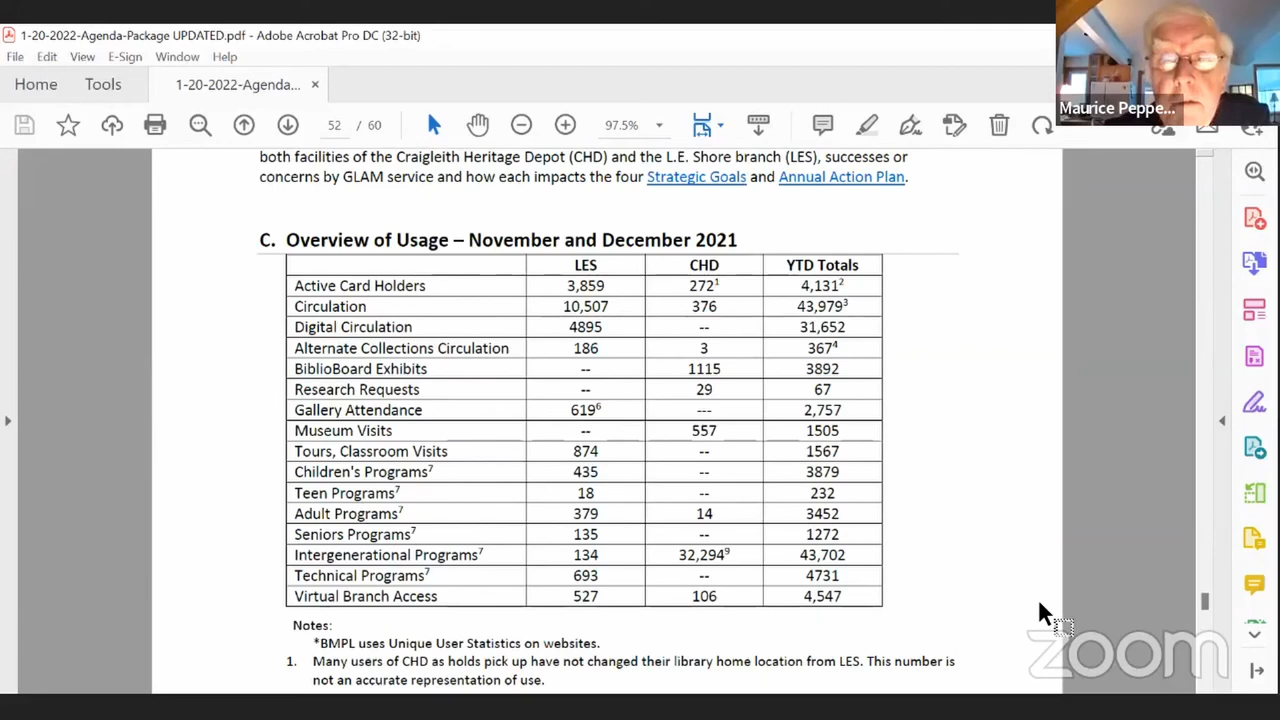 1-20-2022-Agenda-Package UPDATED.pdf - Adobe Acrobat Pro DC (32-bit)
File Edit View E-Sign Window Help
Home Tools 1-20-2022-Agenda... ×
52 / 60 97.5%
Maurice Peppe...
both facilities of the Craigleith Heritage Depot (CHD) and the L.E. Shore branch (LES), successes or
concerns by GLAM service and how each impacts the four Strategic Goals and Annual Action Plan.
C. Overview of Usage – November and December 2021
LES CHD YTD Totals
Active Card Holders 3,859 272¹ 4,131²
Circulation 10,507 376 43,979³
Digital Circulation 4895 -- 31,652
Alternate Collections Circulation 186 3 367⁴
BiblioBoard Exhibits -- 1115 3892
Research Requests -- 29 67
Gallery Attendance 619⁶ --- 2,757
Museum Visits -- 557 1505
Tours, Classroom Visits 874 -- 1567
Children's Programs⁷ 435 -- 3879
Teen Programs⁷ 18 -- 232
Adult Programs⁷ 379 14 3452
Seniors Programs⁷ 135 -- 1272
Intergenerational Programs⁷ 134 32,294⁹ 43,702
Technical Programs⁷ 693 -- 4731
Virtual Branch Access 527 106 4,547
Notes:
*BMPL uses Unique User Statistics on websites.
1. Many users of CHD as holds pick up have not changed their library home location from LES. This number is
not an accurate representation of use.
zoom